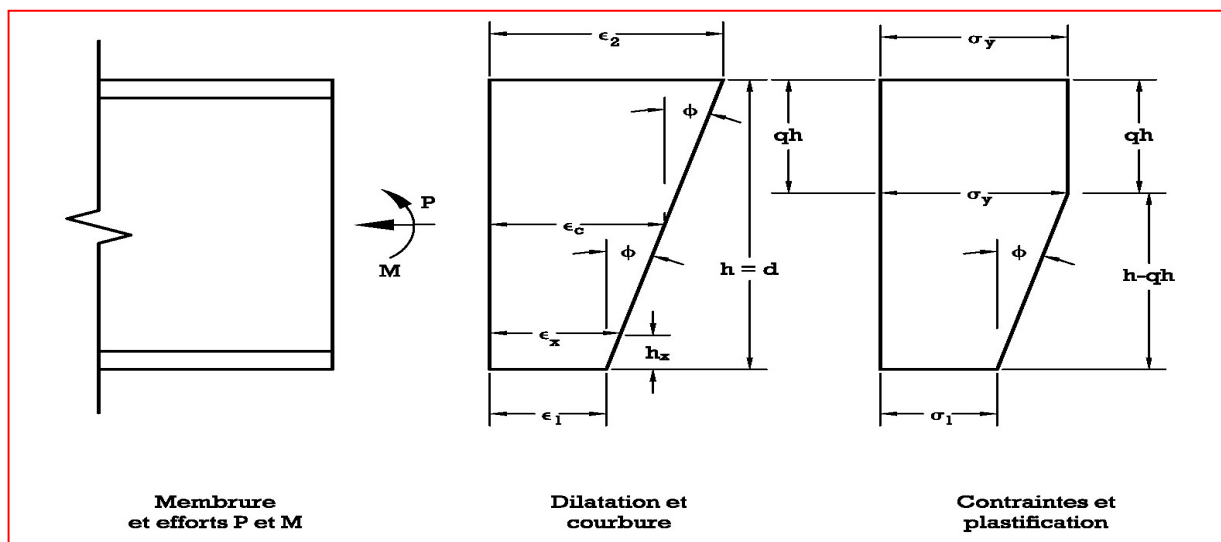 P
M
Membrure
et efforts P et M
ϵ₂
ϕ
ϵc
ϕ
h = d
ϵx
hx
ϵ₁
Dilatation et
courbure
σy
qh
qh
σy
ϕ
h-qh
σ₁
Contraintes et
plastification